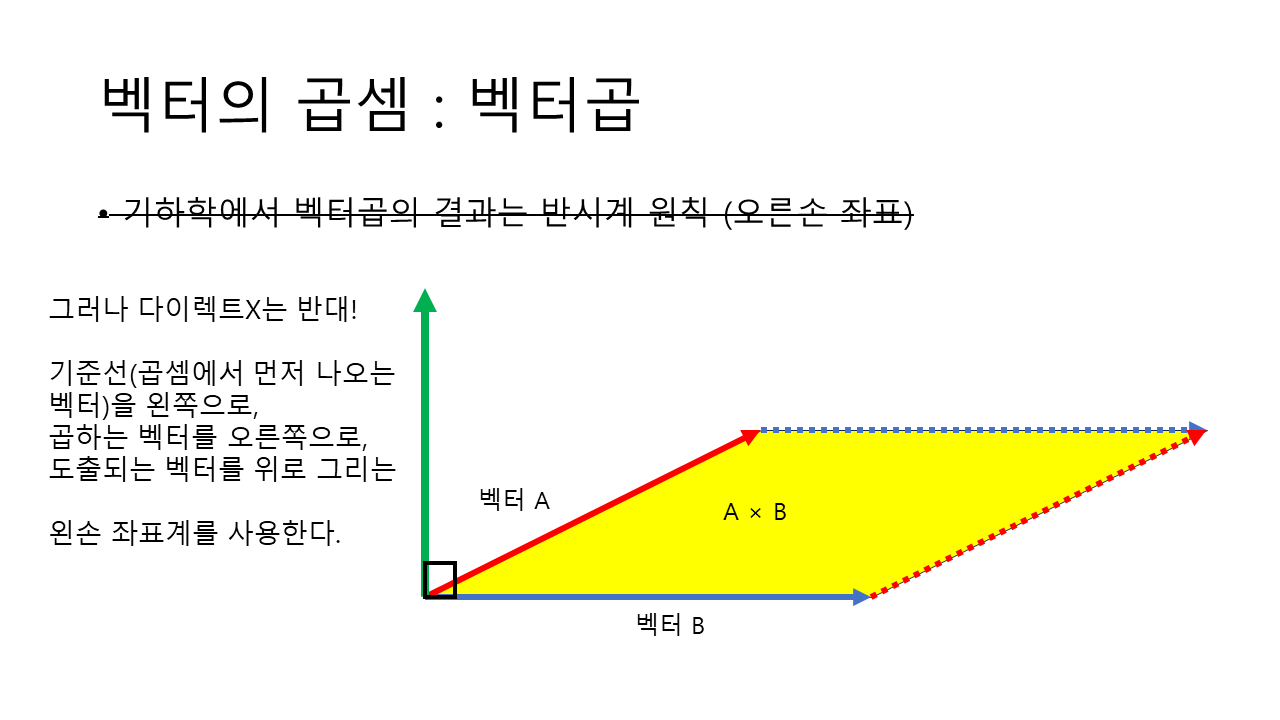 벡터의 곱셈 : 벡터곱
• 기하학에서 벡터곱의 결과는 반시계 원칙 (오른손 좌표)
그러나 다이렉트X는 반대!
기준선(곱셈에서 먼저 나오는
벡터)을 왼쪽으로,
곱하는 벡터를 오른쪽으로,
도출되는 벡터를 위로 그리는
왼손 좌표계를 사용한다.
벡터 A
A × B
벡터 B